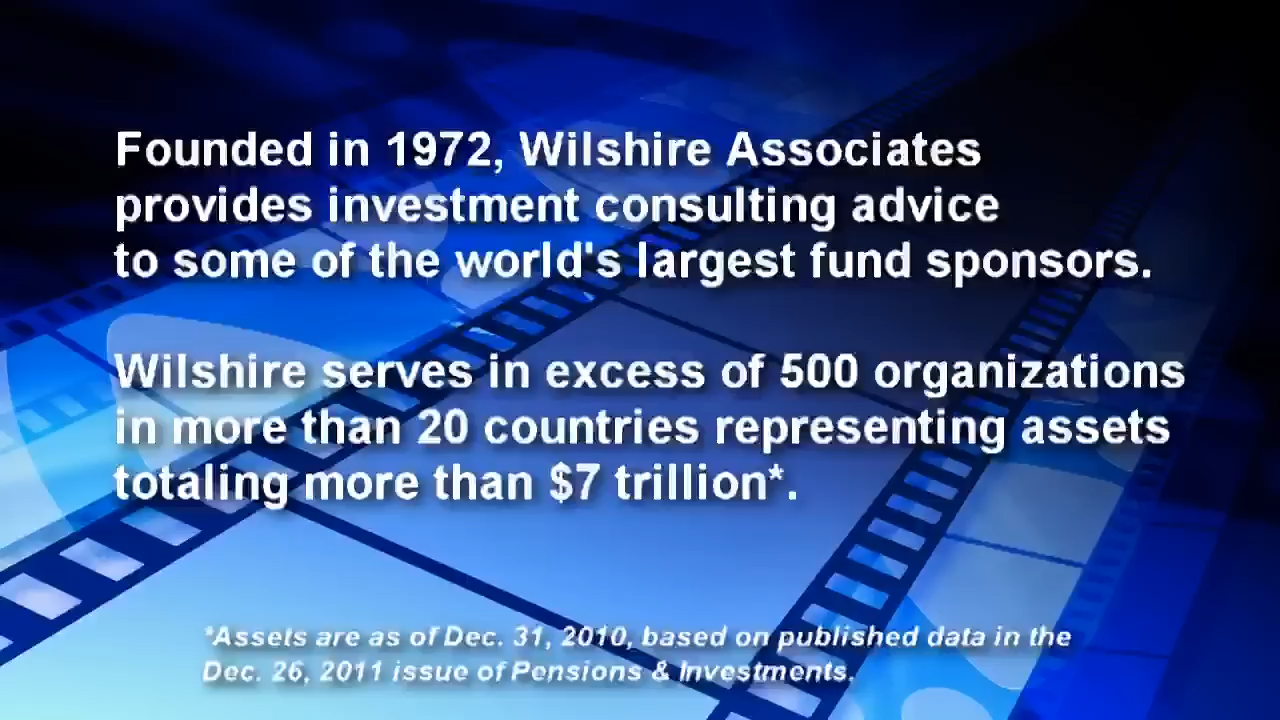 Founded in 1972, Wilshire Associates
provides investment consulting advice
to some of the world's largest fund sponsors.
Wilshire serves in excess of 500 organizations
in more than 20 countries representing assets
totaling more than $7 trillion*.
*Assets are as of Dec. 31, 2010, based on published data in the
Dec. 26, 2011 issue of Pensions & Investments.